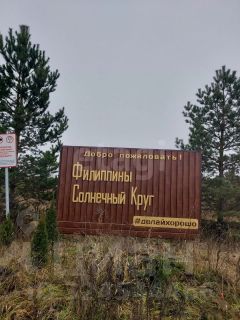 Добро пожаловать!
Филиппины
Солнечный Круг
#делайхорошо